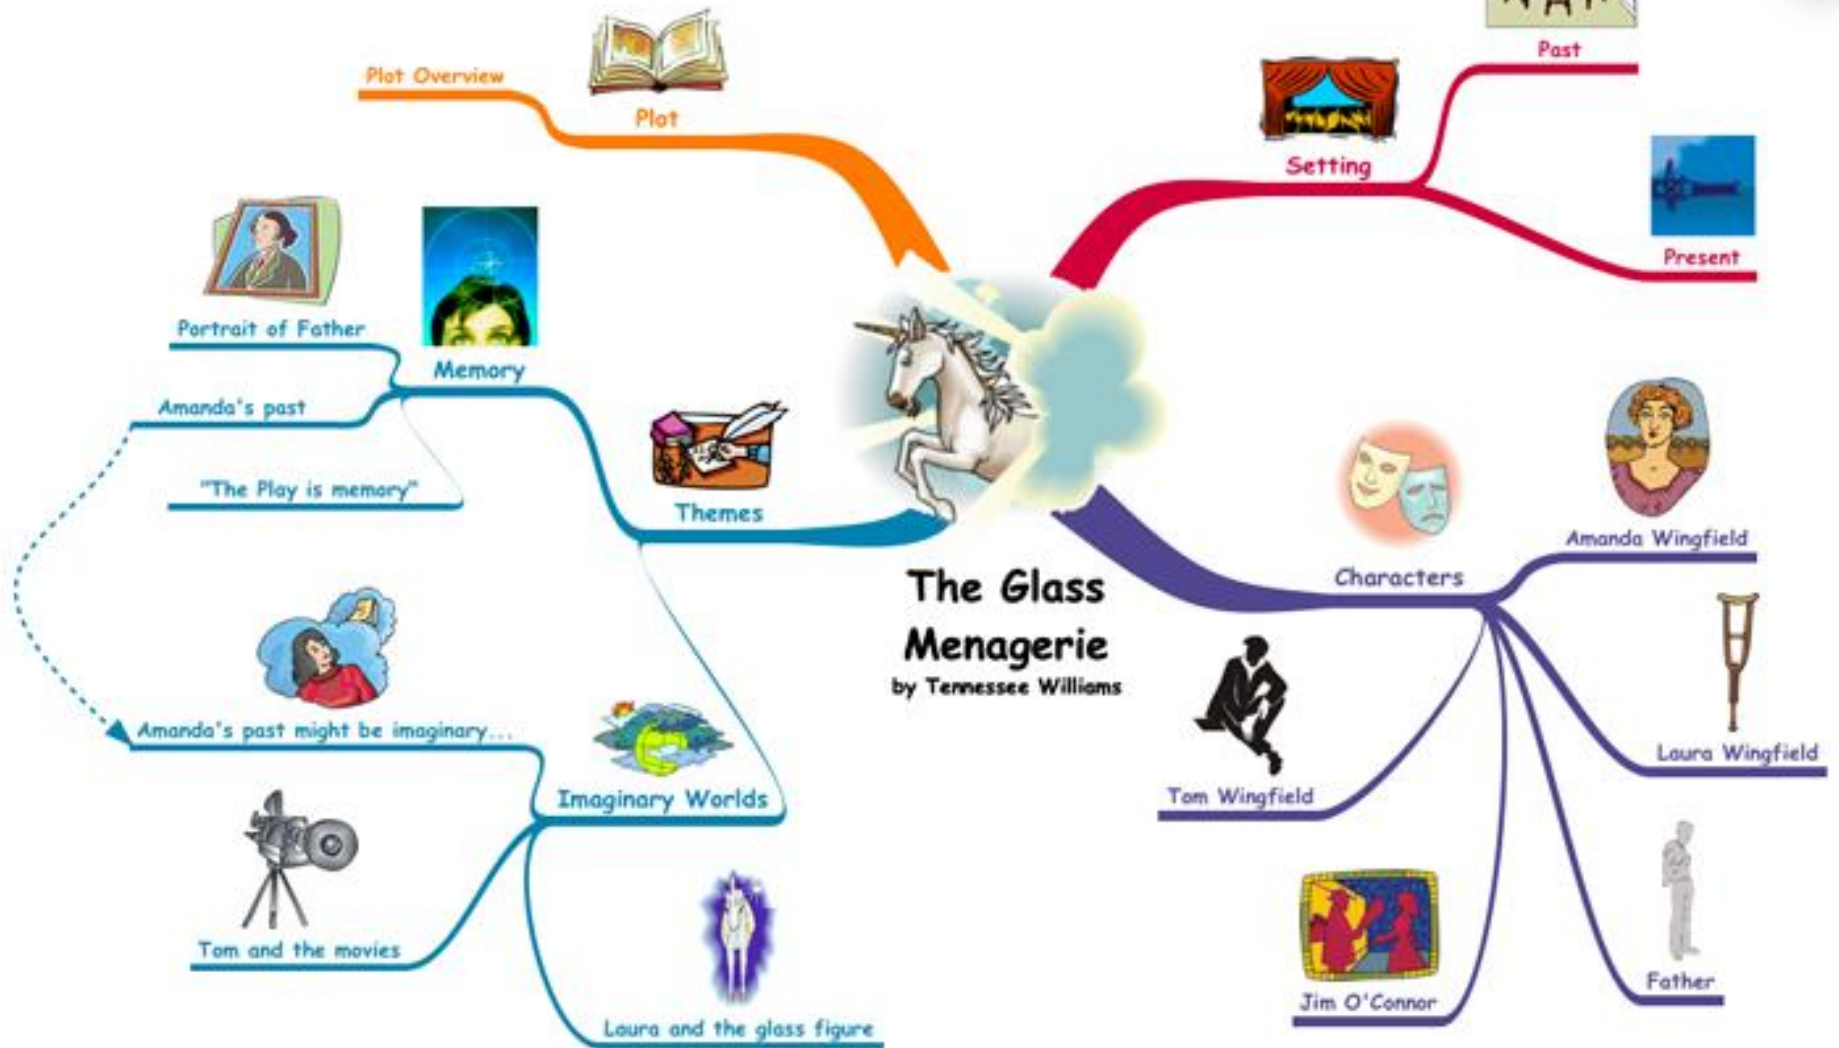 Plot Overview
Plot
Past
Setting
Present
Portrait of Father
Memory
Amanda's past
"The Play is memory"
Themes
The Glass
Menagerie
by Tennessee Williams
Characters
Amanda Wingfield
Laura Wingfield
Tom Wingfield
Father
Jim O'Connor
Amanda's past might be imaginary...
Imaginary Worlds
Tom and the movies
Laura and the glass figure